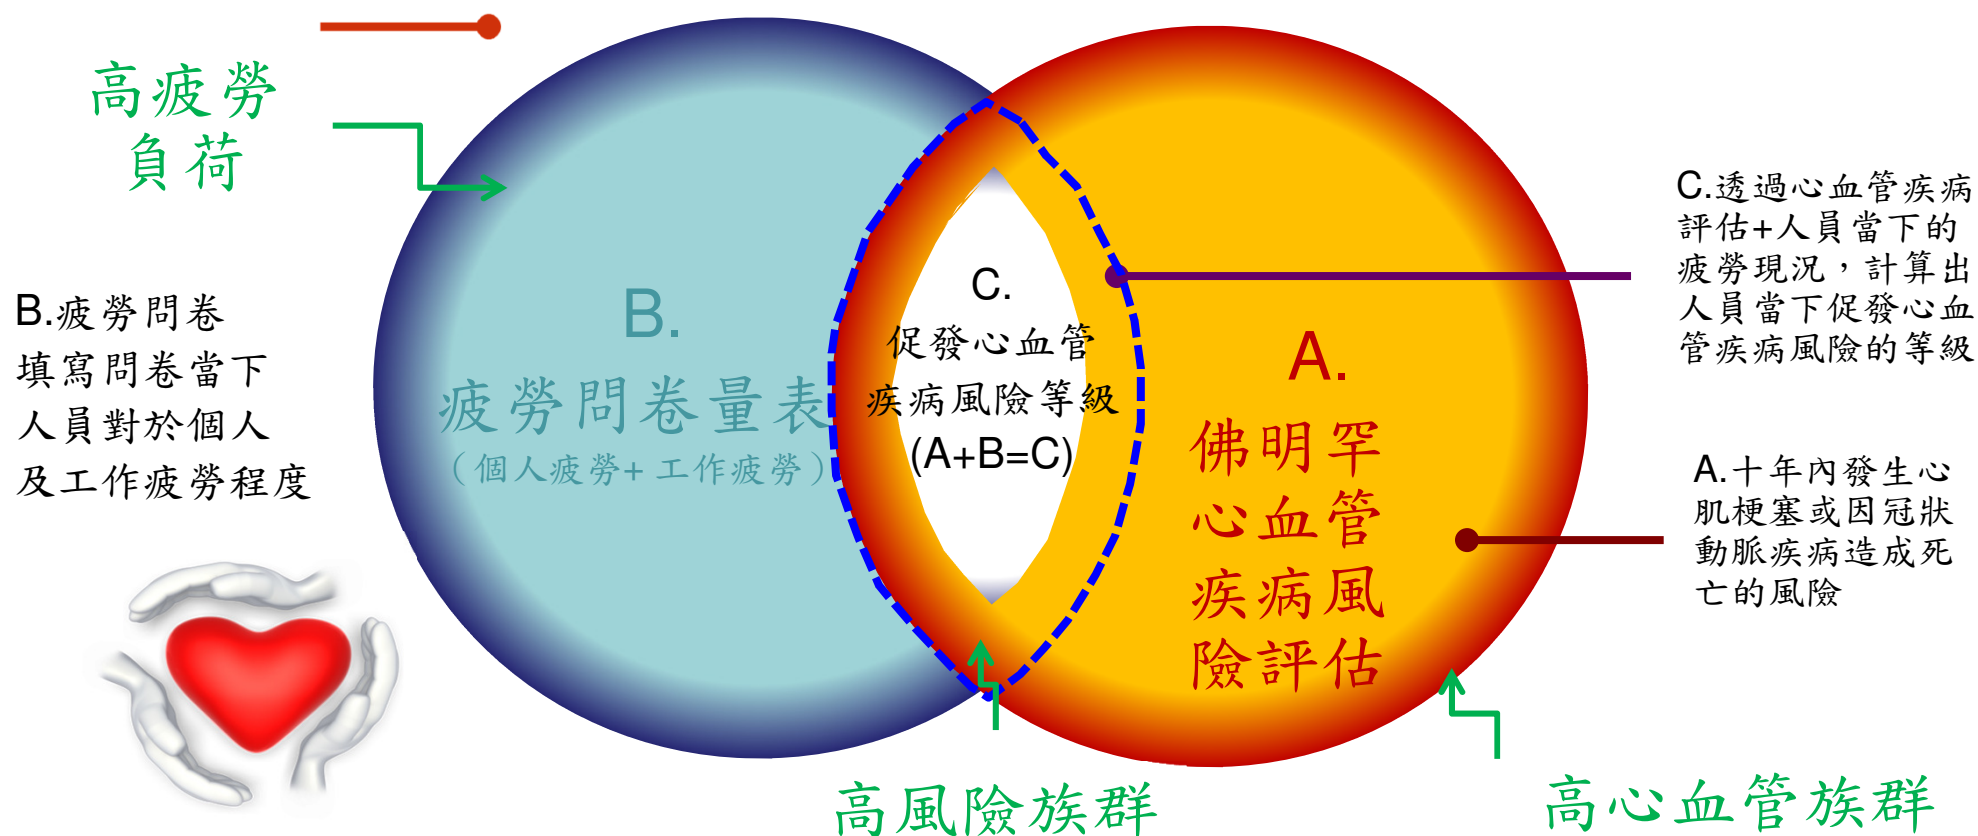 高疲勞
負荷
B.疲勞問卷
填寫問卷當下
人員對於個人
及工作疲勞程度
B.
疲勞問卷量表
（個人疲勞+ 工作疲勞）
C.
促發心血管
疾病風險等級
(A+B=C)
A.
佛明罕
心血管
疾病風
險評估
C.透過心血管疾病
評估+人員當下的
疲勞現況，計算出
人員當下促發心血
管疾病風險的等級
A.十年內發生心
肌梗塞或因冠狀
動脈疾病造成死
亡的風險
高風險族群
高心血管族群